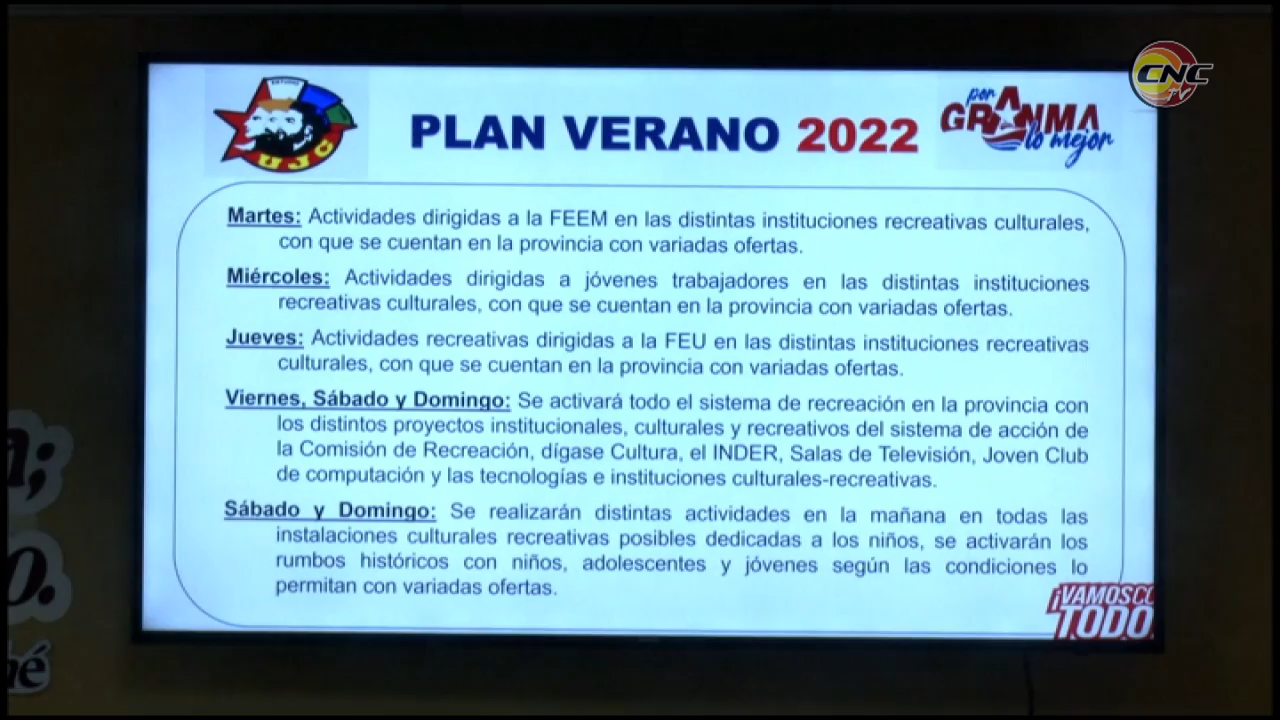 CNC
TV
UJC
PLAN VERANO 2022
por
GRANMA
lo mejor
Martes: Actividades dirigidas a la FEEM en las distintas instituciones recreativas culturales,
con que se cuentan en la provincia con variadas ofertas.
Miércoles: Actividades dirigidas a jóvenes trabajadores en las distintas instituciones
recreativas culturales, con que se cuentan en la provincia con variadas ofertas.
Jueves: Actividades recreativas dirigidas a la FEU en las distintas instituciones recreativas
culturales, con que se cuentan en la provincia con variadas ofertas.
Viernes, Sábado y Domingo: Se activará todo el sistema de recreación en la provincia con
los distintos proyectos institucionales, culturales y recreativos del sistema de acción de
la Comisión de Recreación, dígase Cultura, el INDER, Salas de Televisión, Joven Club
de computación y las tecnologías e instituciones culturales-recreativas.
Sábado y Domingo: Se realizarán distintas actividades en la mañana en todas las
instalaciones culturales recreativas posibles dedicadas a los niños, se activarán los
rumbos históricos con niños, adolescentes y jóvenes según las condiciones lo
permitan con variadas ofertas.
¡VAMOSCO
TODO